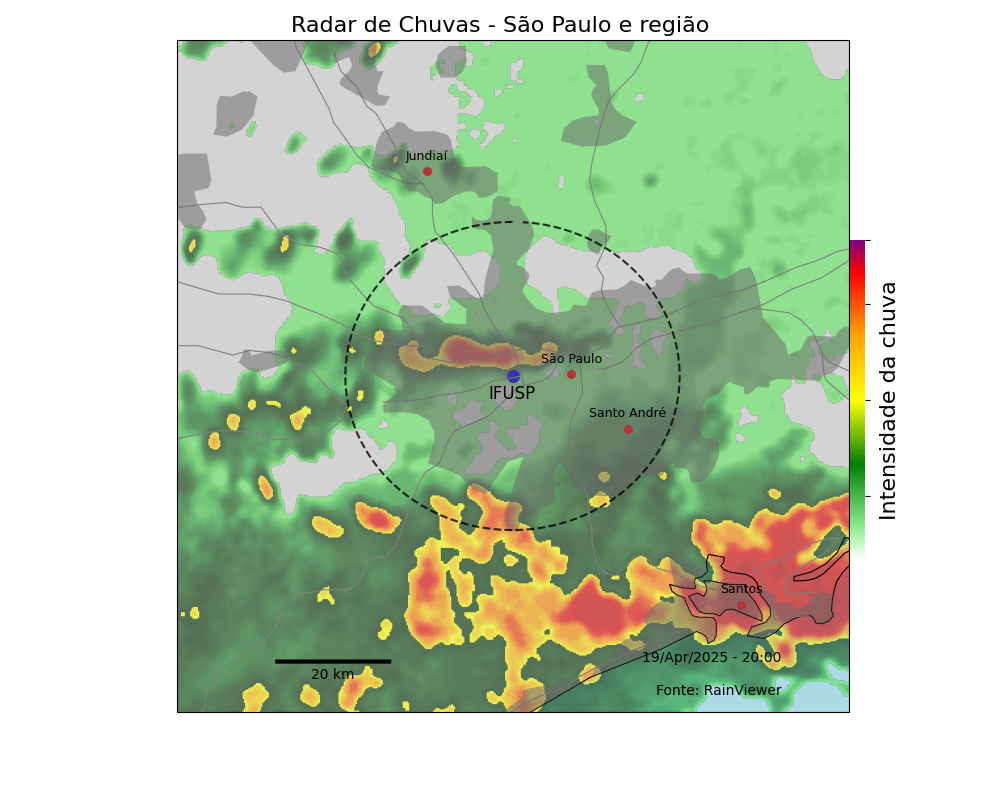 Radar de Chuvas - São Paulo e região
Jundiaí
São Paulo
IFUSP
Santo André
Santos
19/Apr/2025 - 20:00
20 km
Fonte: RainViewer
Intensidade da chuva